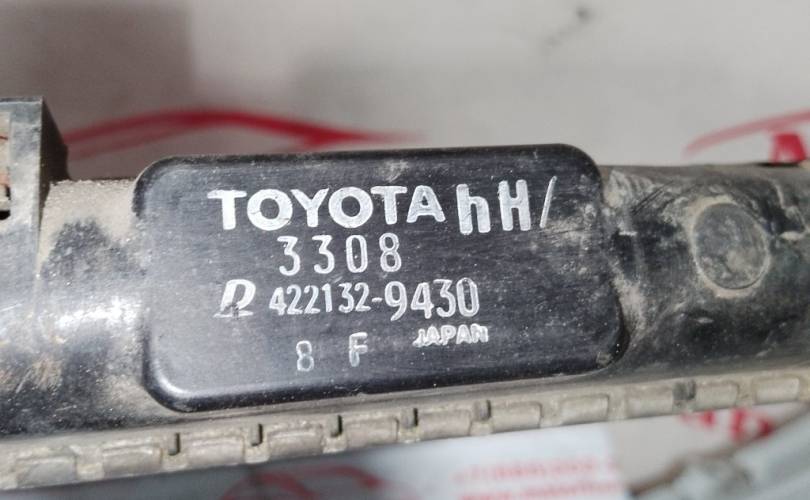 TOYOTA hH/
3308
D 422132-9430
8 F JAPAN